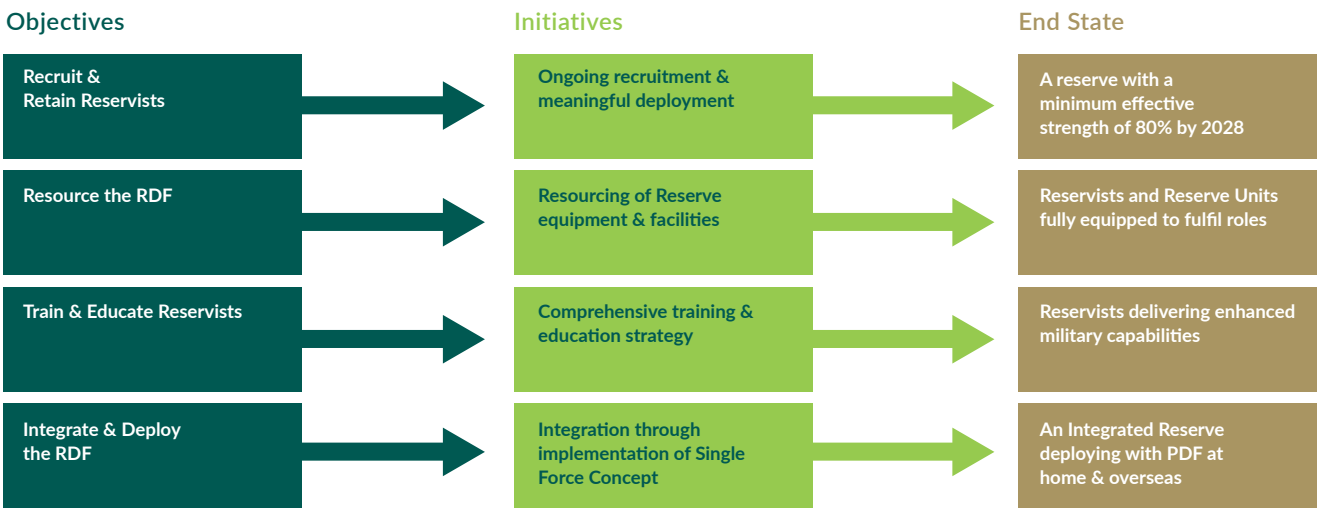 Objectives
Initiatives
End State
Recruit &
Retain Reservists
Ongoing recruitment &
meaningful deployment
A reserve with a
minimum effective
strength of 80% by 2028
Resource the RDF
Resourcing of Reserve
equipment & facilities
Reservists and Reserve Units
fully equipped to fulfil roles
Train & Educate Reservists
Comprehensive training &
education strategy
Reservists delivering enhanced
military capabilities
Integrate & Deploy
the RDF
Integration through
implementation of Single
Force Concept
An Integrated Reserve
deploying with PDF at
home & overseas